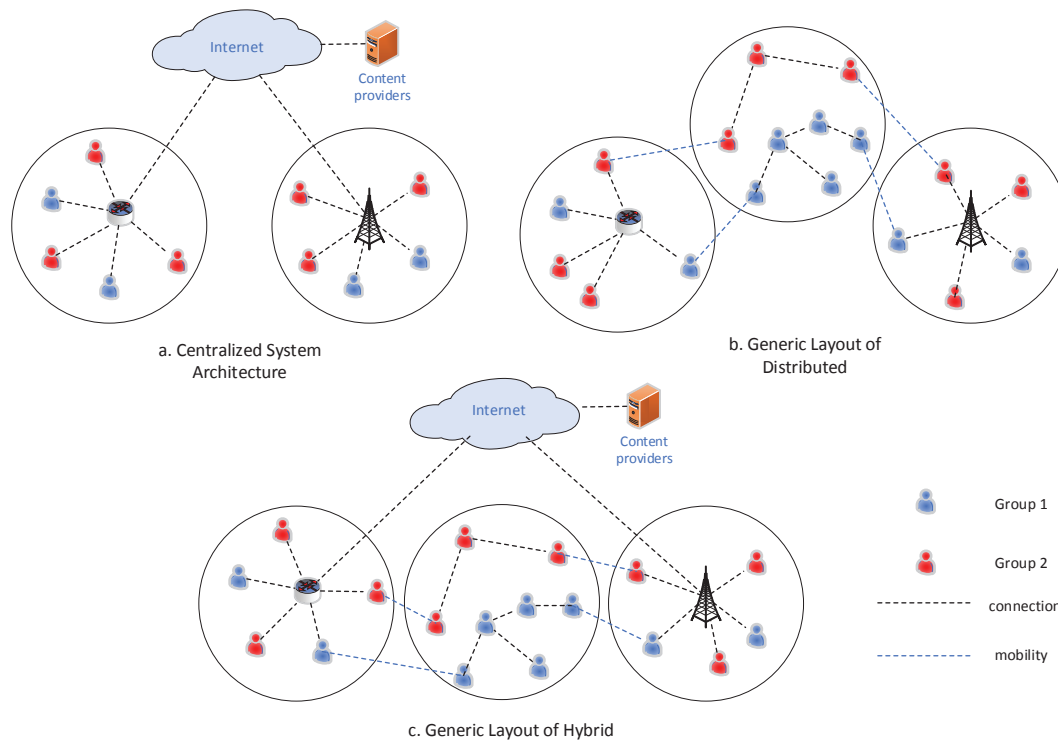 Internet
Content
providers
a. Centralized System
Architecture
b. Generic Layout of
Distributed
Internet
Content
providers
Group 1
Group 2
connection
mobility
c. Generic Layout of Hybrid